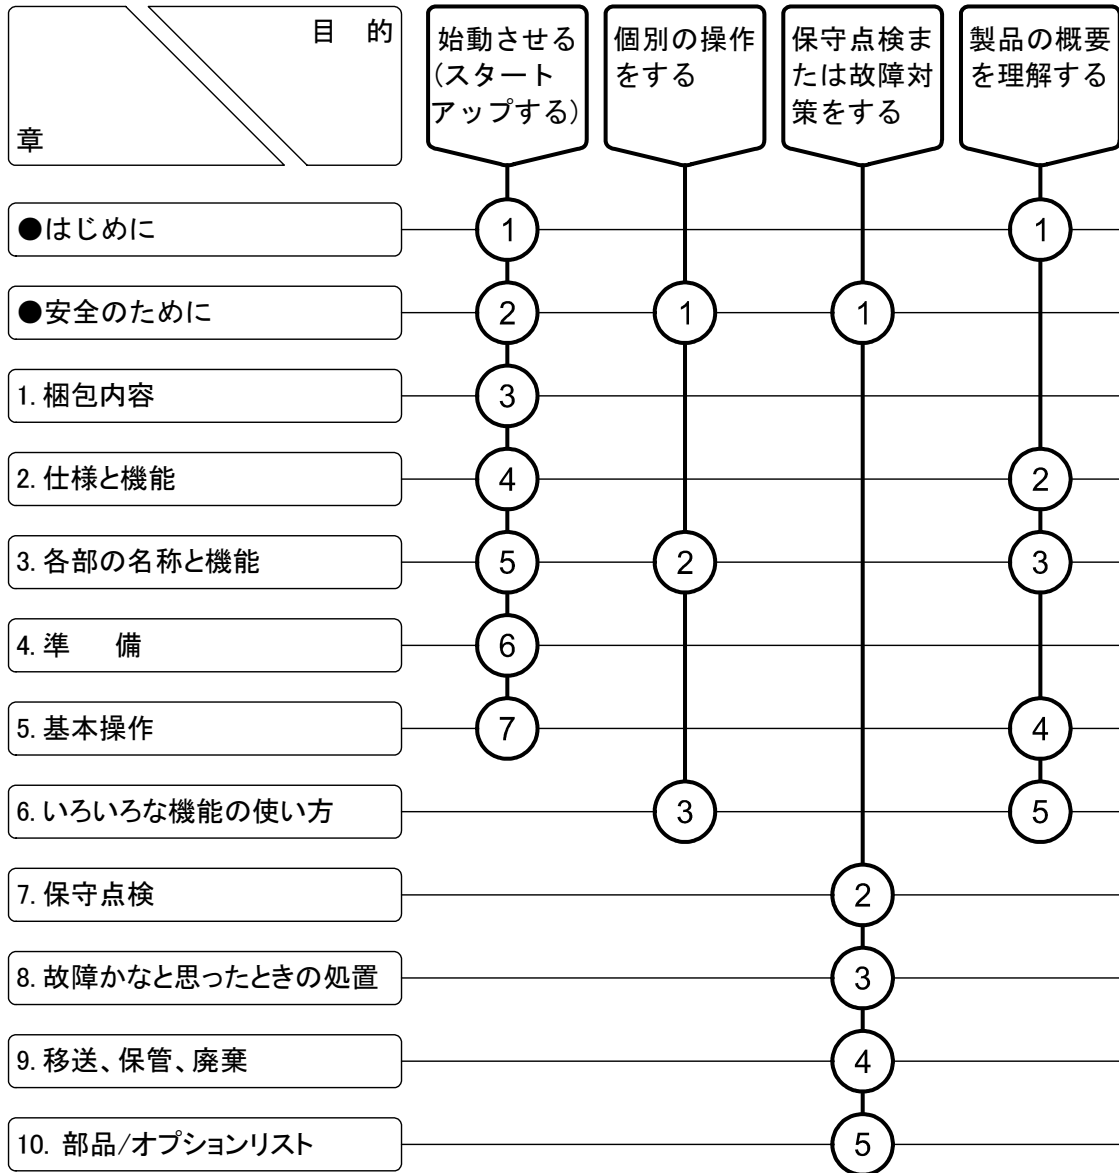 目 的
章
始動させる
(スタート
アップする)
個別の操作
をする
保守点検ま
たは故障対
策をする
製品の概要
を理解する
●はじめに
1
1
●安全のために
2
1
1
1. 梱包内容
3
2. 仕様と機能
4
2
3. 各部の名称と機能
5
2
3
4. 準 備
6
5. 基本操作
7
4
6. いろいろな機能の使い方
3
5
7. 保守点検
2
8. 故障かなと思ったときの処置
3
9. 移送、保管、廃棄
4
10. 部品/オプションリスト
5